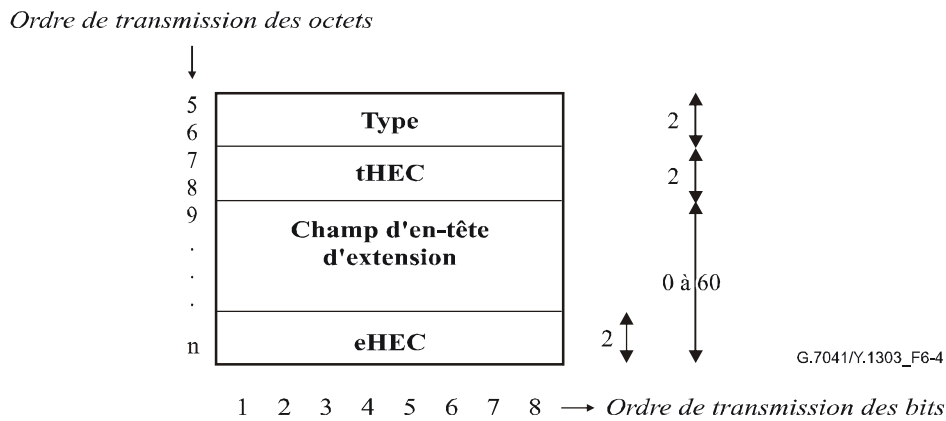 Ordre de transmission des octets
5
6
7
8
9
.
.
.
n
Type
tHEC
Champ d'en-tête
d'extension
eHEC
2
2
0 à 60
2
G.7041/Y.1303_F6-4
1 2 3 4 5 6 7 8 Ordre de transmission des bits